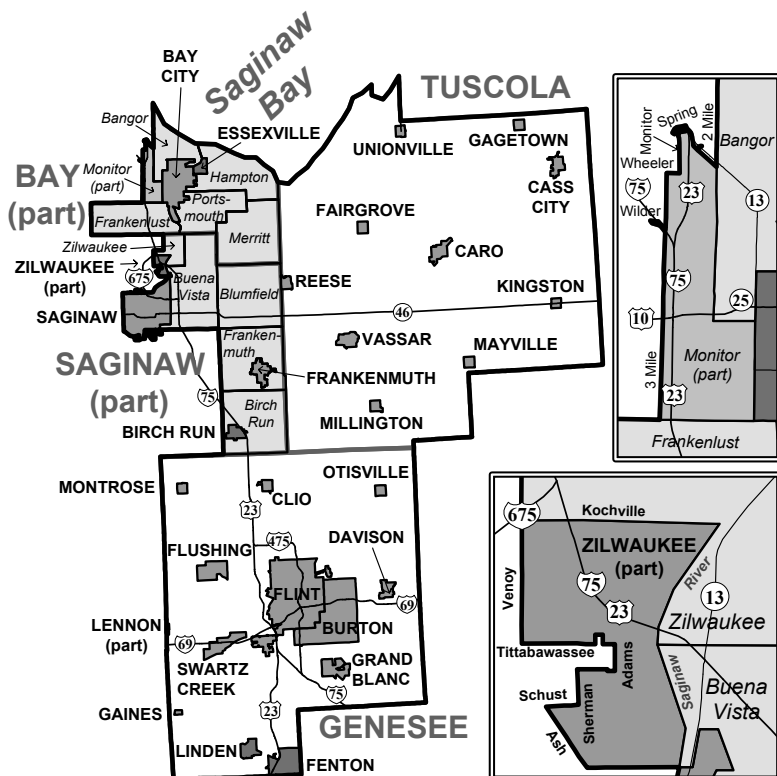 BAY
CITY
Saginaw
Bay
TUSCOLA
Bangor
ESSEXVILLE
UNIONVILLE
GAGETOWN
Monitor
(part)
Hampton
CASS
CITY
BAY
(part)
Ports-
mouth
FAIRGROVE
Frankenlust
Merritt
Zilwaukee
CARO
ZILWAUKEE
(part)
675
Buena
Vista
Blumfield
REESE
KINGSTON
SAGINAW
46
Franken-
muth
VASSAR
MAYVILLE
SAGINAW
(part)
FRANKENMUTH
75
Birch
Run
MILLINGTON
BIRCH RUN
MONTROSE
CLIO
OTISVILLE
23
475
DAVISON
FLUSHING
FLINT
69
LENNON
(part)
69
BURTON
SWARTZ
CREEK
GRAND
BLANC
75
GAINES
23
GENESEE
LINDEN
FENTON
Monitor
Spring
2 Mile
Bangor
Wheeler
75
23
13
Wilder
75
25
10
3 Mile
Monitor
(part)
23
Frankenlust
675
Kochville
ZILWAUKEE
(part)
Venoy
75
River
13
23
Zilwaukee
Tittabawassee
Adams
Saginaw
Buena
Vista
Schust
Sherman
Ash